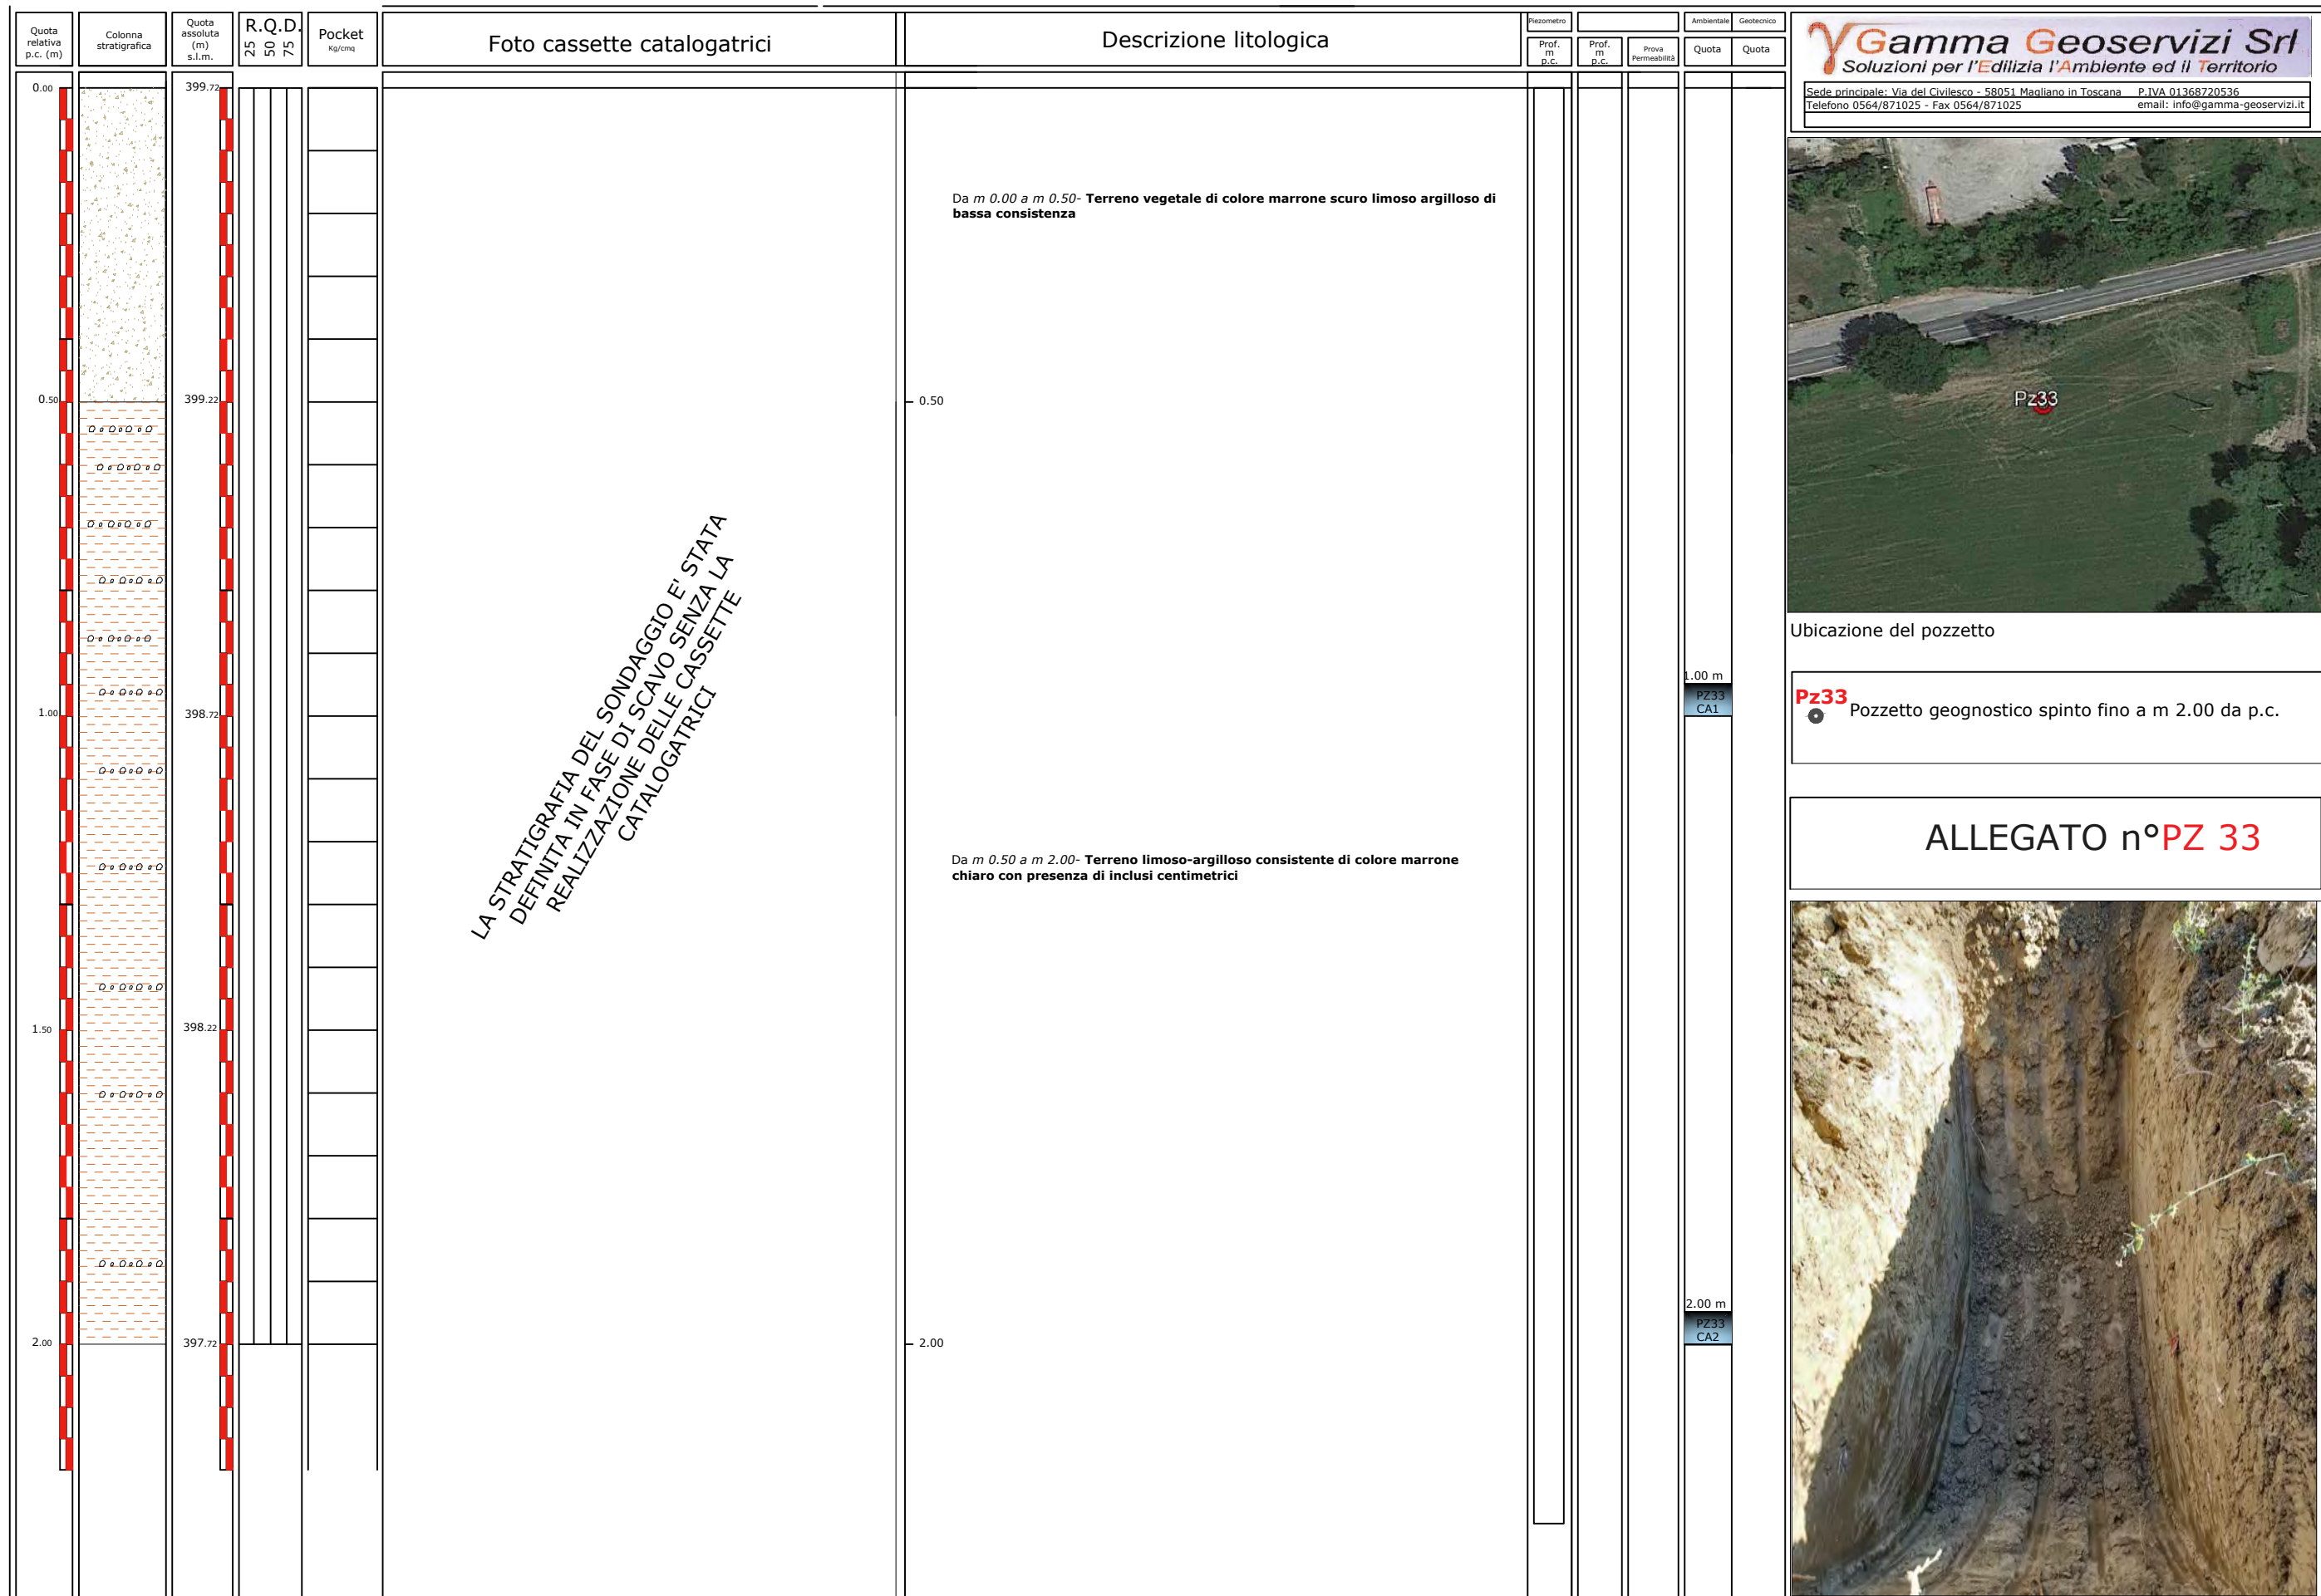 Quota
relativa
p.c. (m)
Colonna
stratigrafica
Quota
assoluta
(m)
s.l.m.
R.Q.D.
25
50
75
Pocket
Kg/cmq
Foto cassette catalogatrici
Descrizione litologica
Piezometro
Prof.
m
p.c.
Prof.
m
p.c.
Prova
Permeabilità
Ambientale
Quota
Geotecnico
Quota
γ Gamma Geoservizi Srl
Soluzioni per l'Edilizia l'Ambiente ed il Territorio
Sede principale: Via del Civilesco - 58051 Magliano in Toscana P.IVA 01368720536
Telefono 0564/871025 - Fax 0564/871025 email: info@gamma-geoservizi.it
0.00
399.72
Da m 0.00 a m 0.50- Terreno vegetale di colore marrone scuro limoso argilloso di
bassa consistenza
0.50
399.22
0.50
Pz33
Ubicazione del pozzetto
LA STRATIGRAFIA DEL SONDAGGIO E' STATA
DEFINITA IN FASE DI SCAVO SENZA LA
REALIZZAZIONE DELLE CASSETTE
CATALOGATRICI
1.00
398.72
1.00 m
PZ33
CA1
Pz33
Pozzetto geognostico spinto fino a m 2.00 da p.c.
ALLEGATO n°PZ 33
Da m 0.50 a m 2.00- Terreno limoso-argilloso consistente di colore marrone
chiaro con presenza di inclusi centimetrici
1.50
398.22
2.00
397.72
2.00
2.00 m
PZ33
CA2